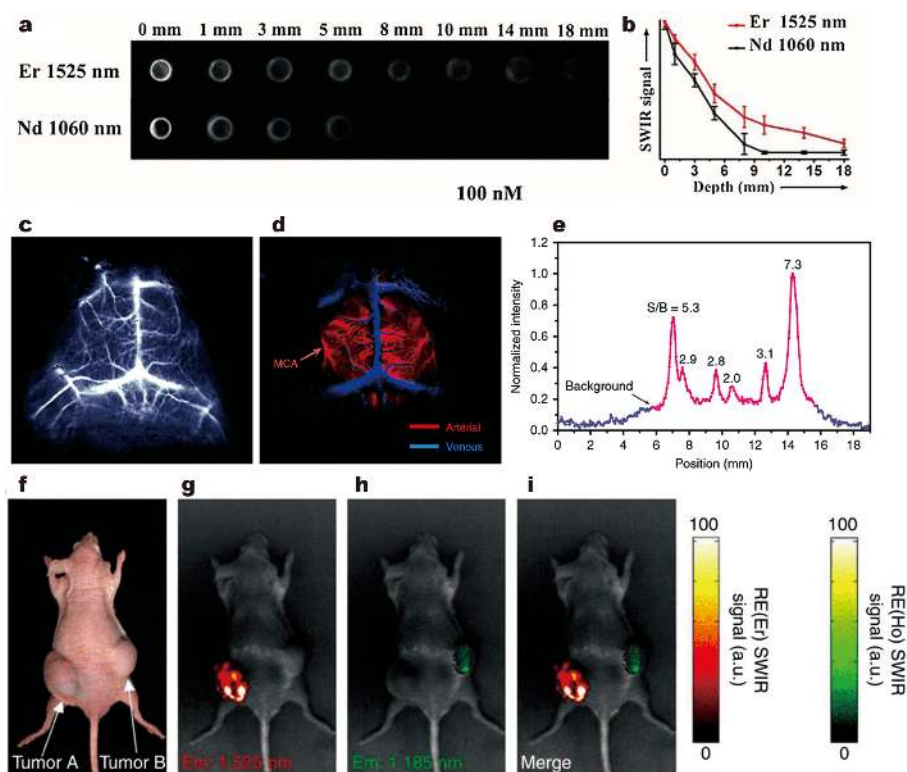 a
0 mm 1 mm 3 mm 5 mm 8 mm 10 mm 14 mm 18 mm
Er 1525 nm
Nd 1060 nm
100 nM
b
Er 1525 nm
Nd 1060 nm
SWIR signal
0 3 6 9 12 14 18
Depth (mm)
c
d
MCA
Arterial
Venous
e
Normalized intensity
1.2
1.0
0.8
0.6
0.4
0.2
0.0
S/B = 5.3
2.9
2.8
2.0
3.1
7.3
Background
0 2 4 6 8 10 12 14 16 18
Position (mm)
f
Tumor A
Tumor B
g
Em: 1,525 nm
h
Em: 1,185 nm
i
Merge
100
0
RE(Er) SWIR
signal (a.u.)
100
0
RE(Ho) SWIR
signal (a.u.)